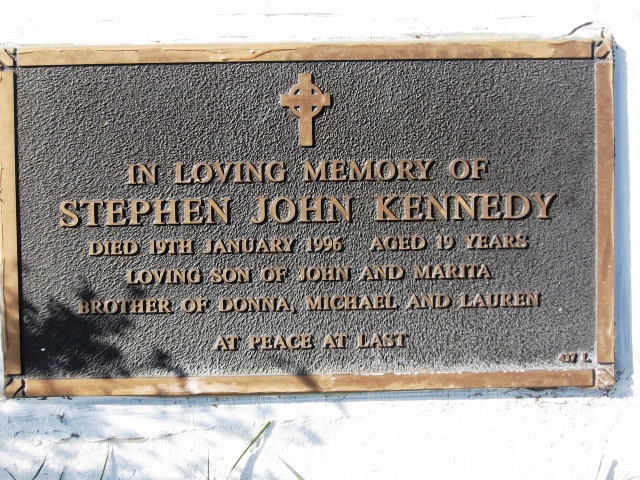 IN LOVING MEMORY OF
STEPHEN JOHN KENNEDY
DIED 19TH JANUARY 1996 AGED 19 YEARS
LOVING SON OF JOHN AND MARITA
BROTHER OF DONNA, MICHAEL AND LAUREN
AT PEACE AT LAST